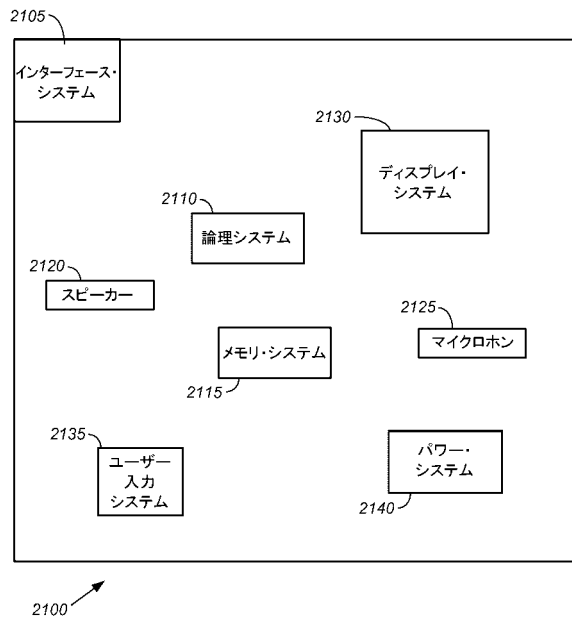 2105
インターフェース・
システム
2130
ディスプレイ・
システム
2110
論理システム
2120
スピーカー
2125
マイクロホン
メモリ・システム
2115
2135
ユーザー
入力
システム
パワー・
システム
2140
2100